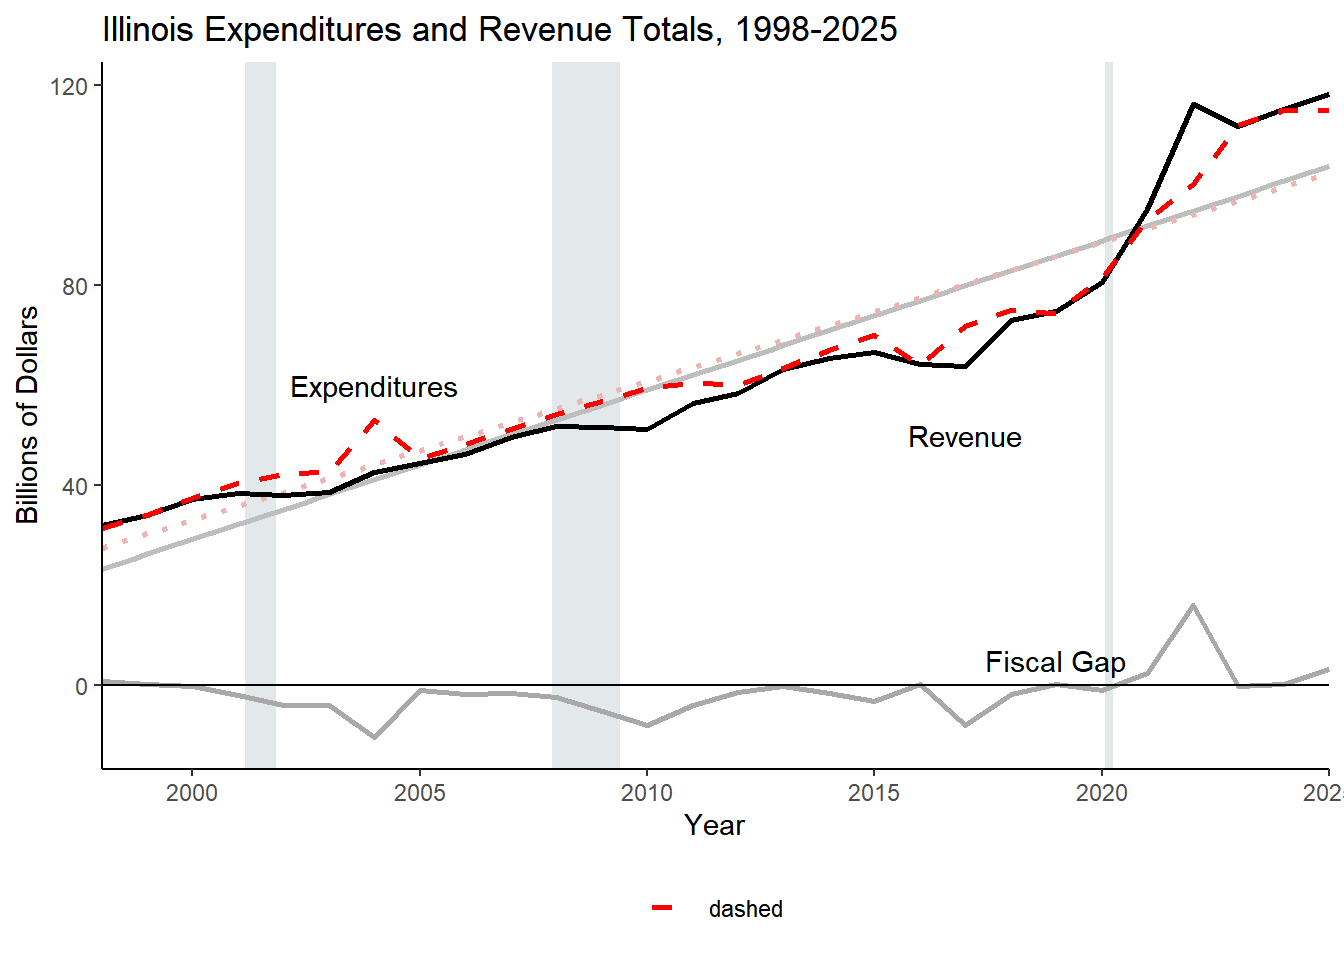 Illinois Expenditures and Revenue Totals, 1998-2025
120
80
40
0
Billions of Dollars
Expenditures
Revenue
Fiscal Gap
2000
2005
2010
2015
2020
202
Year
dashed